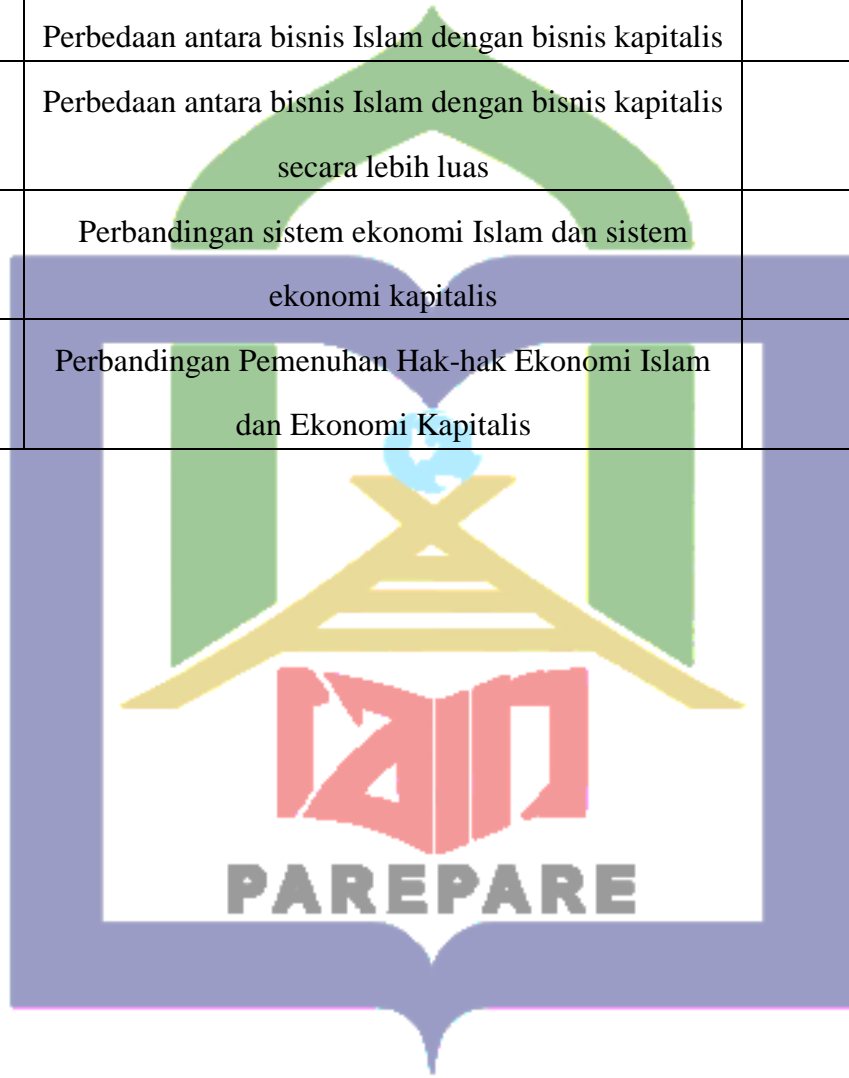 Perbedaan antara bisnis Islam dengan bisnis kapitalis
Perbedaan antara bisnis Islam dengan bisnis kapitalis
secara lebih luas
Perbandingan sistem ekonomi Islam dan sistem
ekonomi kapitalis
Perbandingan Pemenuhan Hak-hak Ekonomi Islam
dan Ekonomi Kapitalis
iain
PAREPARE